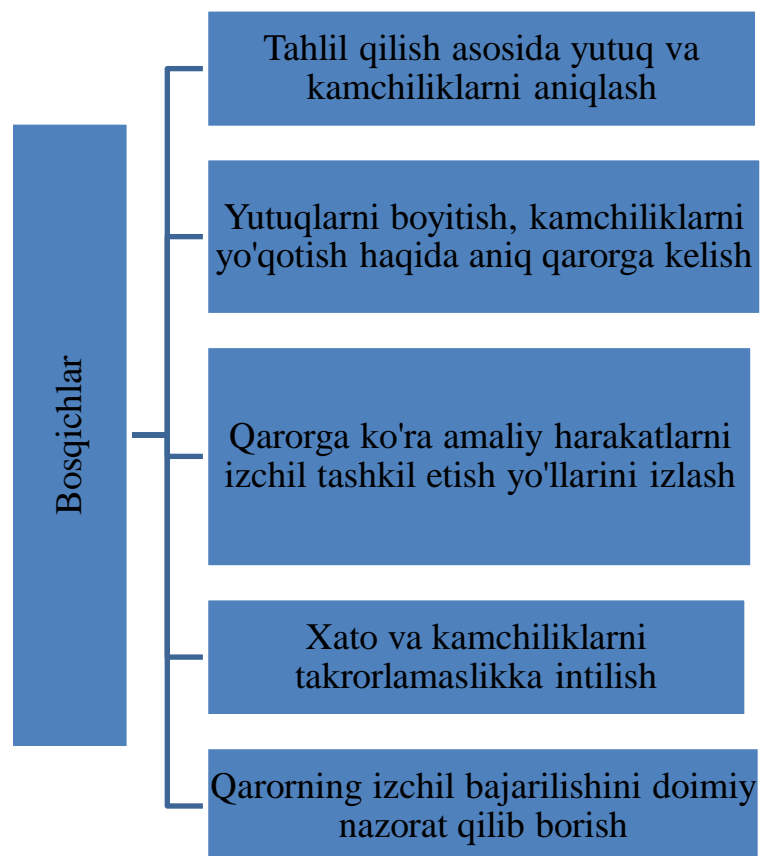 Bosqichlar
Tahlil qilish asosida yutuq va
kamchiliklarni aniqlash
Yutuqlarni boyitish, kamchiliklarni
yo'qotish haqida aniq qarorga kelish
Qarorga ko'ra amaliy harakatlarni
izchil tashkil etish yo'llarini izlash
Xato va kamchiliklarni
takrorlamaslikka intilish
Qarorning izchil bajarilishini doimiy
nazorat qilib borish